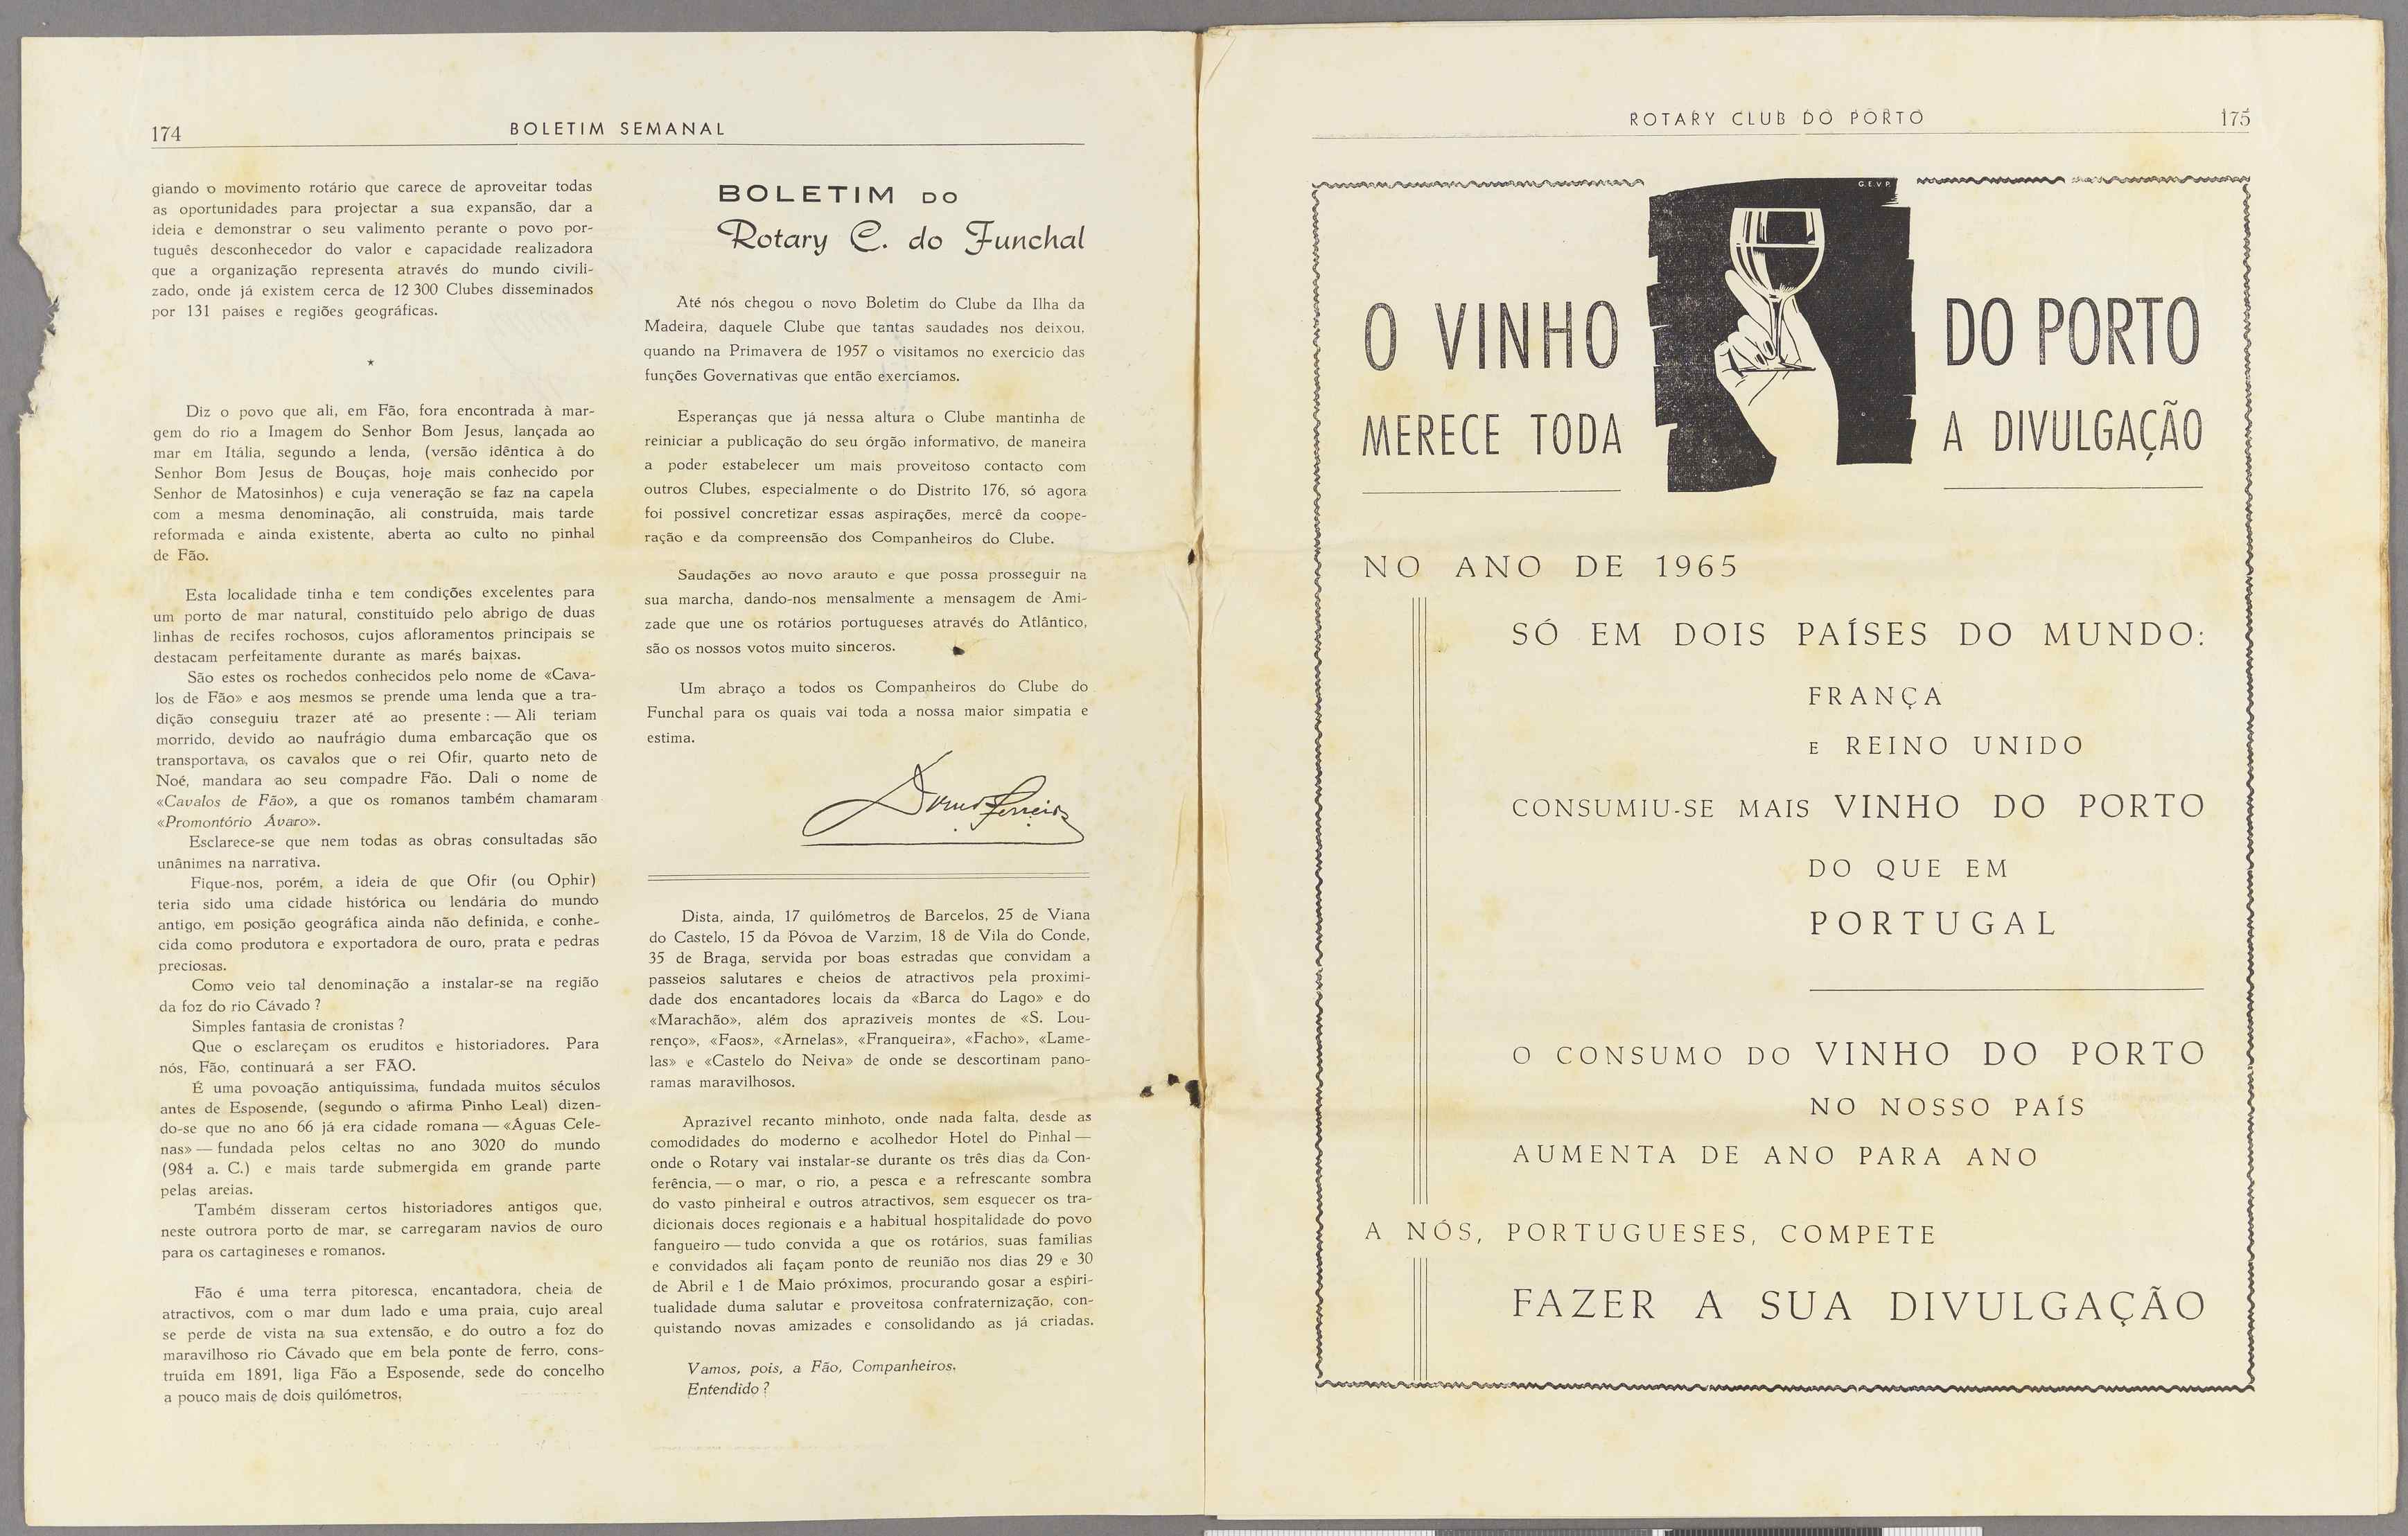 174
BOLETIM SEMANAL
giando o movimento rotário que carece de aproveitar todas
as oportunidades para projectar a sua expansão, dar a
ideia e demonstrar o seu valimento perante o povo por-
tuguês desconhecedor do valor e capacidade realizadora
que a organização representa através do mundo civili-
zado, onde já existem cerca de 12 300 Clubes disseminados
por 131 países e regiões geográficas.
*
Diz o povo que ali, em Fão, fora encontrada à mar-
gem do rio a Imagem do Senhor Bom Jesus, lançada ao
mar em Itália, segundo a lenda, (versão idêntica à do
Senhor Bom Jesus de Bouças, hoje mais conhecido por
Senhor de Matosinhos) e cuja veneração se faz na capela
com a mesma denominação, ali construída, mais tarde
reformada e ainda existente, aberta ao culto no pinhal
de Fão.
Esta localidade tinha e tem condições excelentes para
um porto de mar natural, constituído pelo abrigo de duas
linhas de recifes rochosos, cujos afloramentos principais se
destacam perfeitamente durante as marés baixas.
São estes os rochedos conhecidos pelo nome de «Cava-
los de Fão» e aos mesmos se prende uma lenda que a tra-
dição conseguiu trazer até ao presente : — Ali teriam
morrido, devido ao naufrágio duma embarcação que os
transportava, os cavalos que o rei Ofir, quarto neto de
Noé, mandara ao seu compadre Fão. Dali o nome de
«Cavalos de Fão», a que os romanos também chamaram
«Promontório Ávaro».
Esclarece-se que nem todas as obras consultadas são
unânimes na narrativa.
Fique-nos, porém, a ideia de que Ofir (ou Ophir)
teria sido uma cidade histórica ou lendária do mundo
antigo, em posição geográfica ainda não definida, e conhe-
cida como produtora e exportadora de ouro, prata e pedras
preciosas.
Como veio tal denominação a instalar-se na região
da foz do rio Cávado ?
Simples fantasia de cronistas ?
Que o esclareçam os eruditos e historiadores. Para
nós, Fão, continuará a ser FÃO.
É uma povoação antiquíssima, fundada muitos séculos
antes de Esposende, (segundo o afirma Pinho Leal) dizen-
do-se que no ano 66 já era cidade romana — «Águas Cele-
nas» — fundada pelos celtas no ano 3020 do mundo
(984 a. C.) e mais tarde submergida em grande parte
pelas areias.
Também disseram certos historiadores antigos que,
neste outrora porto de mar, se carregaram navios de ouro
para os cartagineses e romanos.
Fão é uma terra pitoresca, encantadora, cheia de
atractivos, com o mar dum lado e uma praia, cujo areal
se perde de vista na sua extensão, e do outro a foz do
maravilhoso rio Cávado que em bela ponte de ferro, cons-
truída em 1891, liga Fão a Esposende, sede do concelho
a pouco mais de dois quilómetros.
BOLETIM DO
Rotary C. do Funchal
Até nós chegou o novo Boletim do Clube da Ilha da
Madeira, daquele Clube que tantas saudades nos deixou,
quando na Primavera de 1957 o visitamos no exercício das
funções Governativas que então exercíamos.
Esperanças que já nessa altura o Clube mantinha de
reiniciar a publicação do seu órgão informativo, de maneira
a poder estabelecer um mais proveitoso contacto com
outros Clubes, especialmente o do Distrito 176, só agora
foi possível concretizar essas aspirações, mercê da coope-
ração e da compreensão dos Companheiros do Clube.
Saudações ao novo arauto e que possa prosseguir na
sua marcha, dando-nos mensalmente a mensagem de Ami-
zade que une os rotários portugueses através do Atlântico,
são os nossos votos muito sinceros.
Um abraço a todos os Companheiros do Clube do
Funchal para os quais vai toda a nossa maior simpatia e
estima.
Ferreira
Dista, ainda, 17 quilómetros de Barcelos, 25 de Viana
do Castelo, 15 da Póvoa de Varzim, 18 de Vila do Conde,
35 de Braga, servida por boas estradas que convidam a
passeios salutares e cheios de atractivos pela proximi-
dade dos encantadores locais da «Barca do Lago» e do
«Marachão», além dos aprazíveis montes de «S. Lou-
renço», «Faos», «Arnelas», «Franqueira», «Facho», «Lame-
las» e «Castelo do Neiva» de onde se descortinam pano-
ramas maravilhosos.
Aprazível recanto minhoto, onde nada falta, desde as
comodidades do moderno e acolhedor Hotel do Pinhal —
onde o Rotary vai instalar-se durante os três dias da Con-
ferência, — o mar, o rio, a pesca e a refrescante sombra
do vasto pinheiral e outros atractivos, sem esquecer os tra-
dicionais doces regionais e a habitual hospitalidade do povo
fangueiro — tudo convida a que os rotários, suas famílias
e convidados ali façam ponto de reunião nos dias 29 e 30
de Abril e 1 de Maio próximos, procurando gosar a espiri-
tualidade duma salutar e proveitosa confraternização, con-
quistando novas amizades e consolidando as já criadas.
Vamos, pois, a Fão, Companheiros.
Entendido ?
ROTARY CLUB DO PORTO
175
G.E.V.P.
O VINHO DO PORTO
MERECE TODA A DIVULGAÇÃO
NO ANO DE 1965
SÓ EM DOIS PAÍSES DO MUNDO:
FRANÇA
E REINO UNIDO
CONSUMIU-SE MAIS VINHO DO PORTO
DO QUE EM
PORTUGAL
O CONSUMO DO VINHO DO PORTO
NO NOSSO PAÍS
AUMENTA DE ANO PARA ANO
A NÓS, PORTUGUESES, COMPETE
FAZER A SUA DIVULGAÇÃO